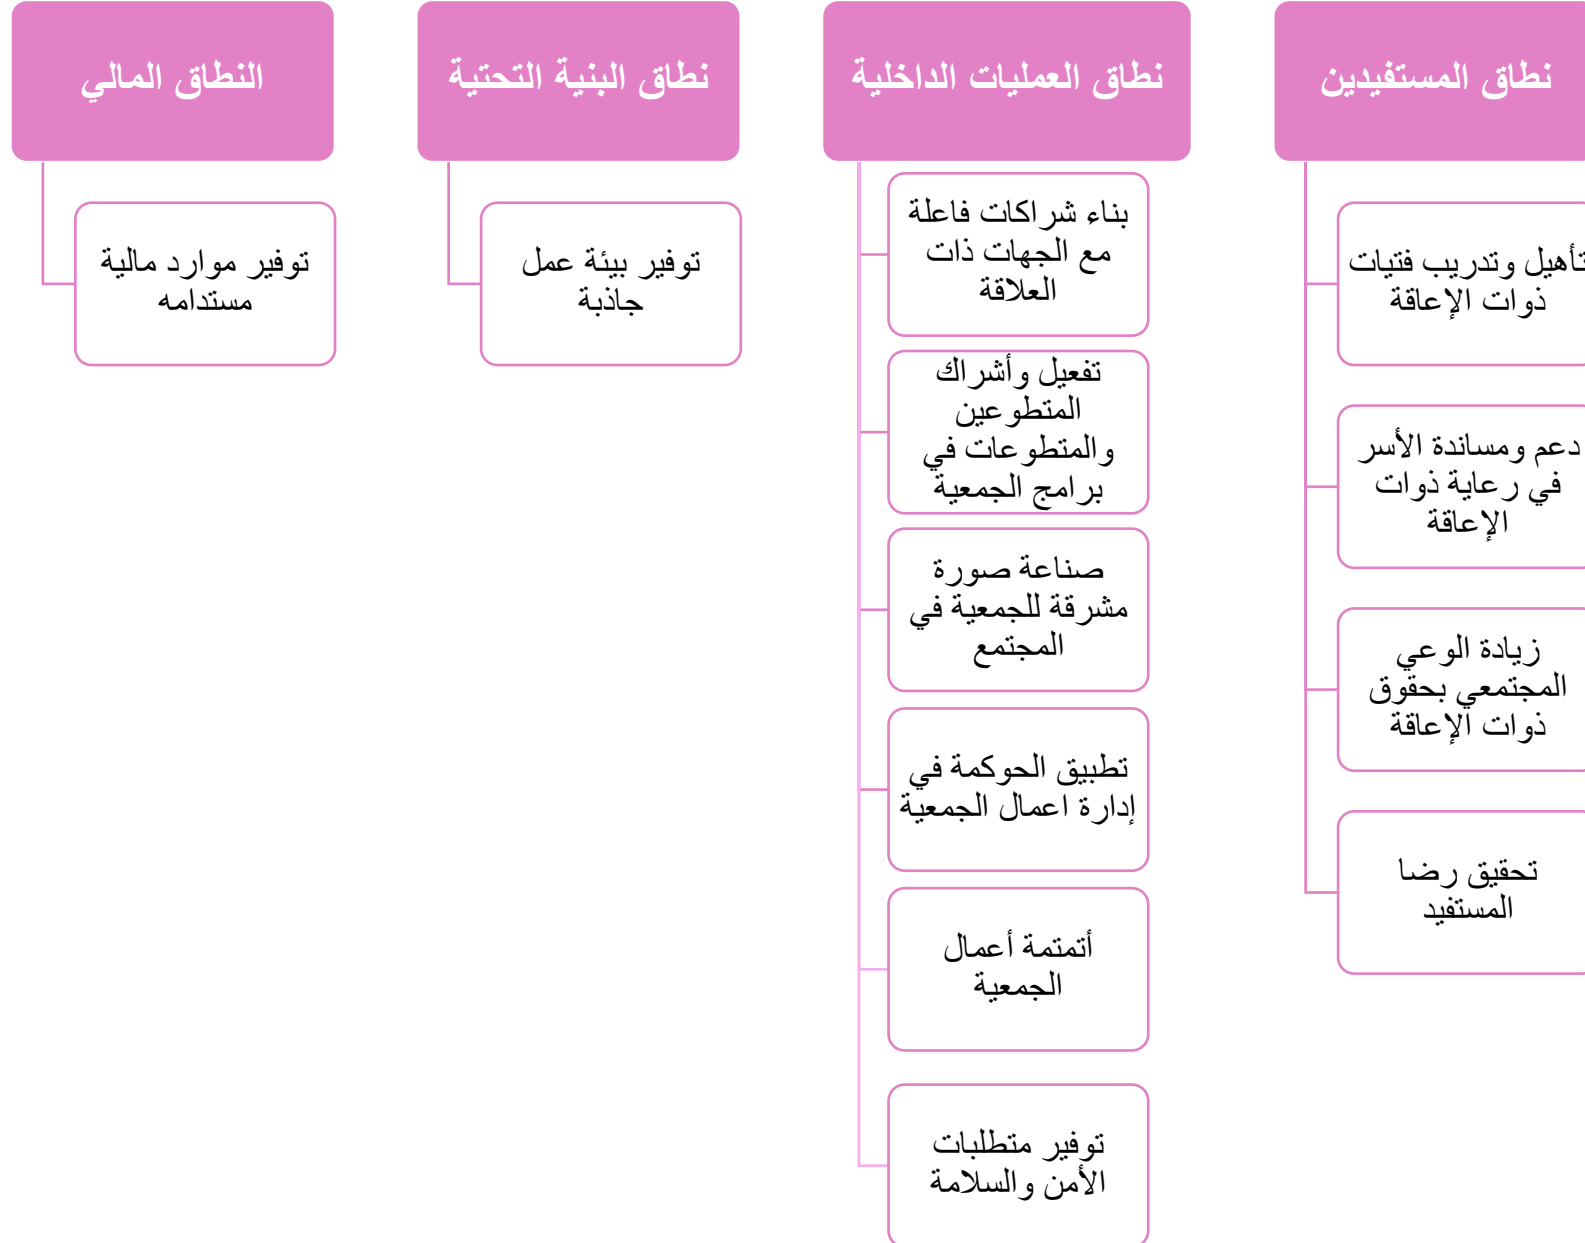 نطاق المستفيدين
تأهيل وتدريب فتيات
ذوات الإعاقة
دعم ومساندة الأسر
في رعاية ذوات
الإعاقة
زيادة الوعي
المجتمعي بحقوق
ذوات الإعاقة
تحقيق رضا
المستفيد
نطاق العمليات الداخلية
بناء شراكات فاعلة
مع الجهات ذات
العلاقة
تفعيل وأشراك
المتطوعين
والمتطوعات في
برامج الجمعية
صناعة صورة
مشرقة للجمعية في
المجتمع
تطبيق الحوكمة في
إدارة اعمال الجمعية
أتمتمة أعمال
الجمعية
توفير متطلبات
الأمن والسلامة
نطاق البنية التحتية
توفير بيئة عمل
جاذبة
النطاق المالي
توفير موارد مالية
مستدامه